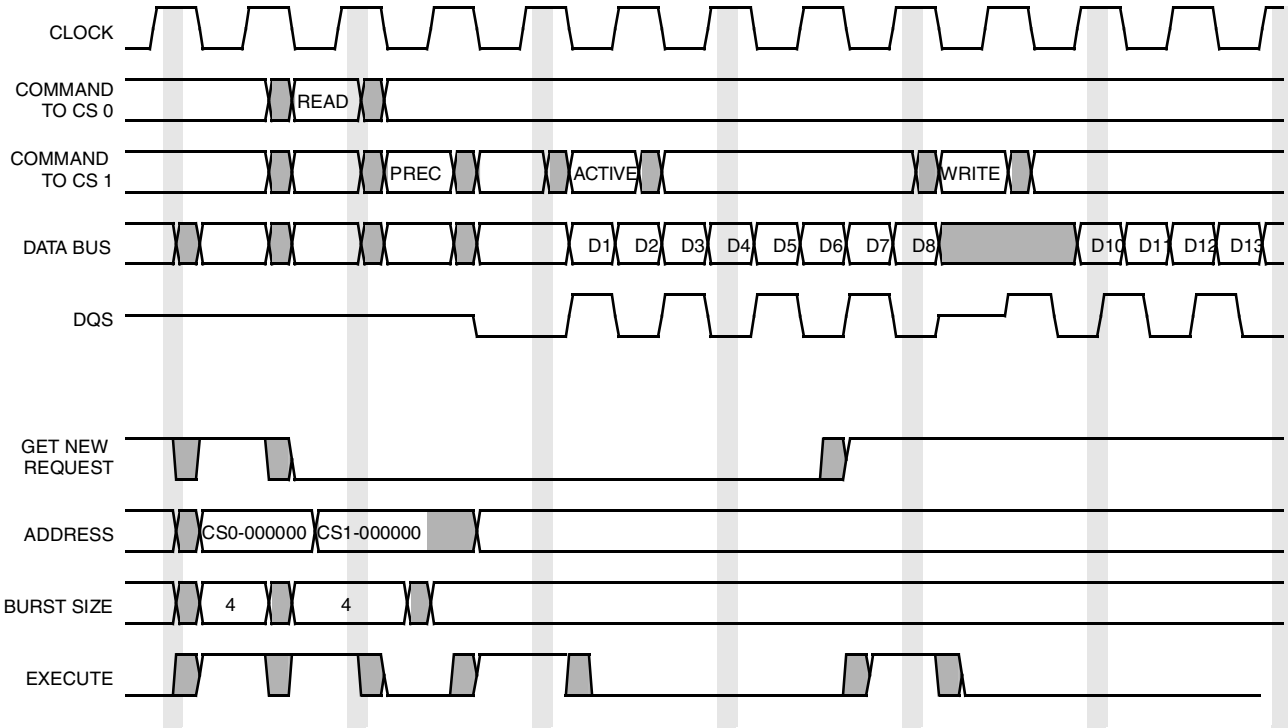 CLOCK
COMMAND
TO CS 0
READ
COMMAND
TO CS 1
PREC
ACTIVE
WRITE
DATA BUS
D1
D2
D3
D4
D5
D6
D7
D8
D10
D11
D12
D13
DQS
GET NEW
REQUEST
ADDRESS
CS0-000000
CS1-000000
BURST SIZE
4
4
EXECUTE